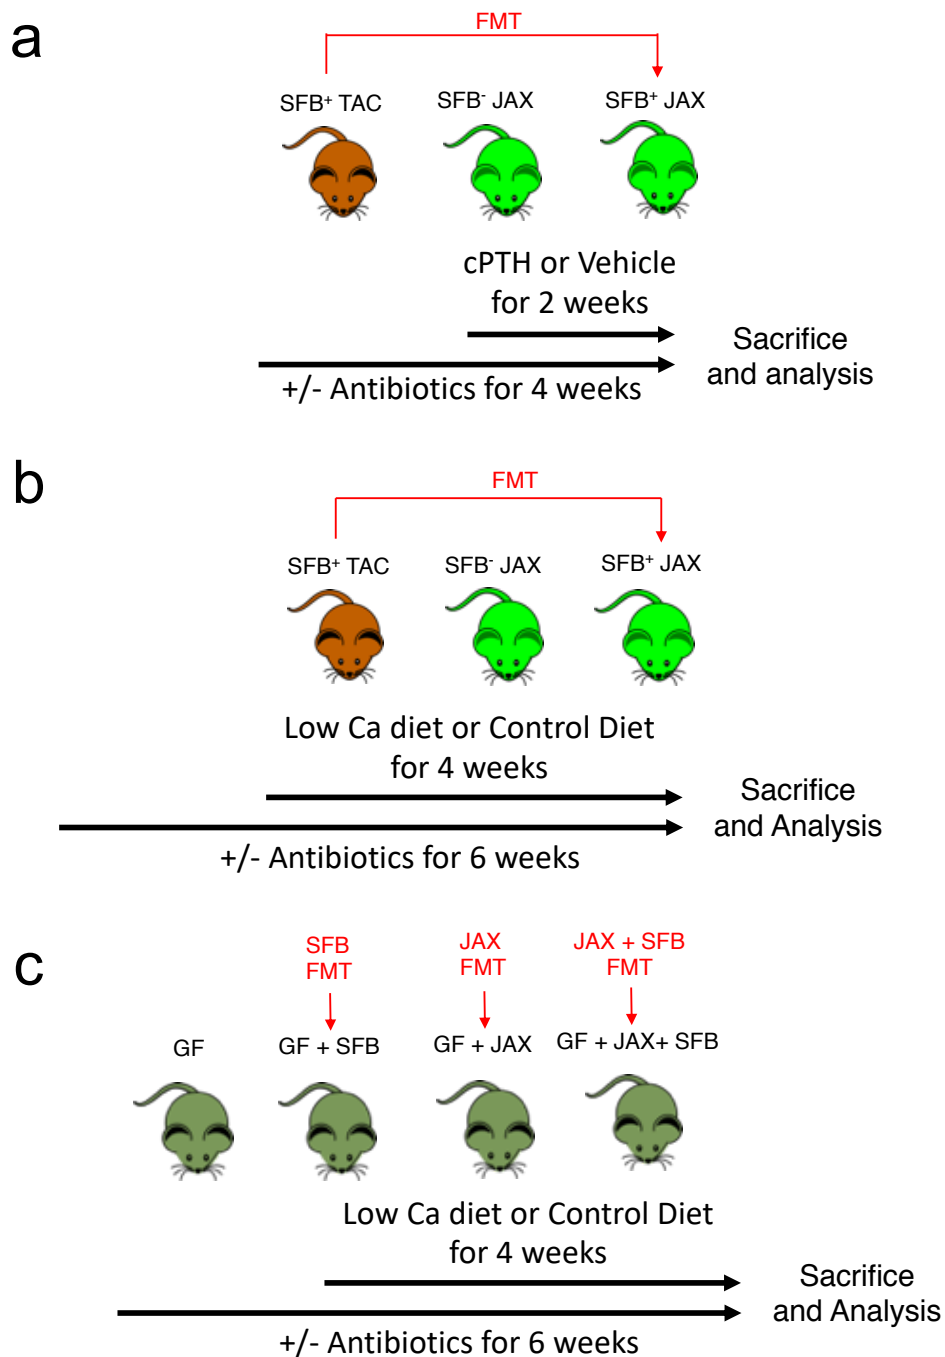 a
FMT
SFB⁺ TAC
SFB⁻ JAX
SFB⁺ JAX
cPTH or Vehicle
for 2 weeks
+/- Antibiotics for 4 weeks
Sacrifice
and analysis
b
FMT
SFB⁺ TAC
SFB⁻ JAX
SFB⁺ JAX
Low Ca diet or Control Diet
for 4 weeks
+/- Antibiotics for 6 weeks
Sacrifice
and Analysis
c
SFB
FMT
JAX
FMT
JAX + SFB
FMT
GF
GF + SFB
GF + JAX
GF + JAX+ SFB
Low Ca diet or Control Diet
for 4 weeks
+/- Antibiotics for 6 weeks
Sacrifice
and Analysis